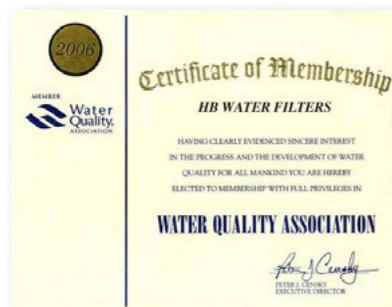 2006
MEMBER
Water
Quality
ASSOCIATION
Certificate of Membership
HB WATER FILTERS
HAVING CLEARLY EVIDENCED SINCERE INTEREST
IN THE PROGRESS AND THE DEVELOPMENT OF WATER
QUALITY FOR ALL MANKIND YOU ARE HEREBY
ELECTED TO MEMBERSHIP WITH FULL PRIVILEGES IN
WATER QUALITY ASSOCIATION
Peter J Censky
PETER J. CENSKY
EXECUTIVE DIRECTOR